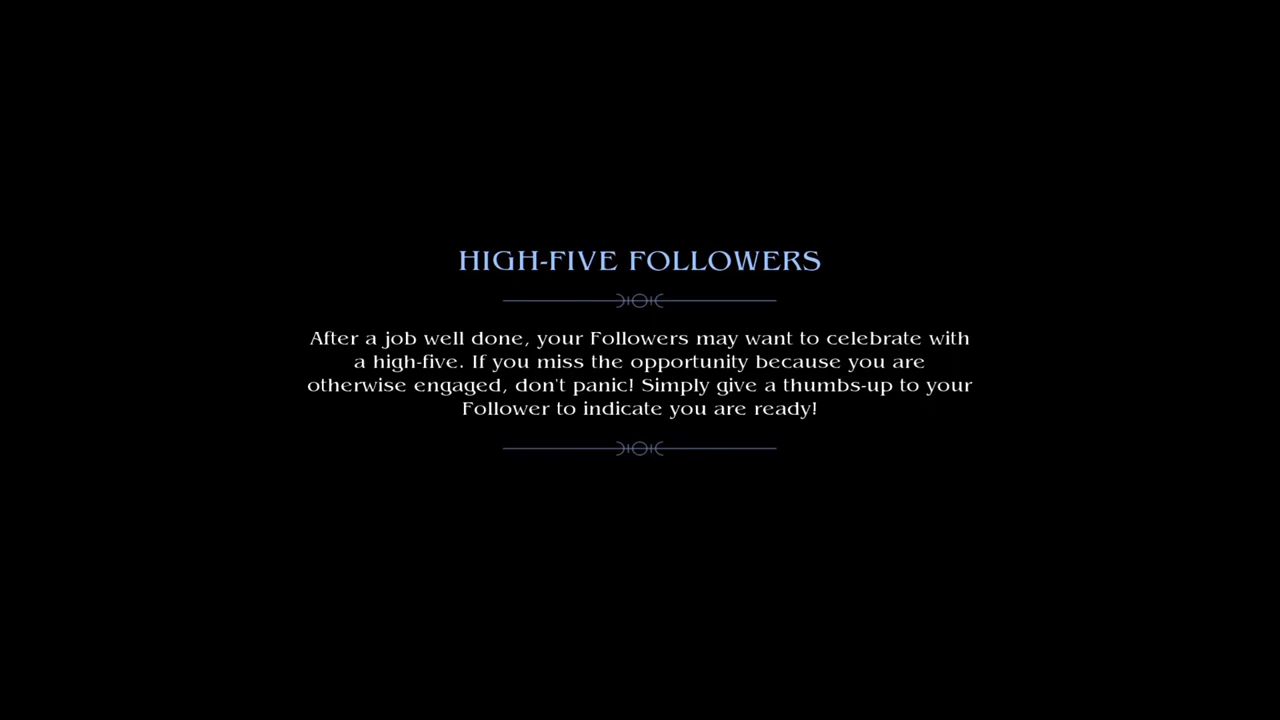 HIGH-FIVE FOLLOWERS
After a job well done, your Followers may want to celebrate with
a high-five. If you miss the opportunity because you are
otherwise engaged, don't panic! Simply give a thumbs-up to your
Follower to indicate you are ready!